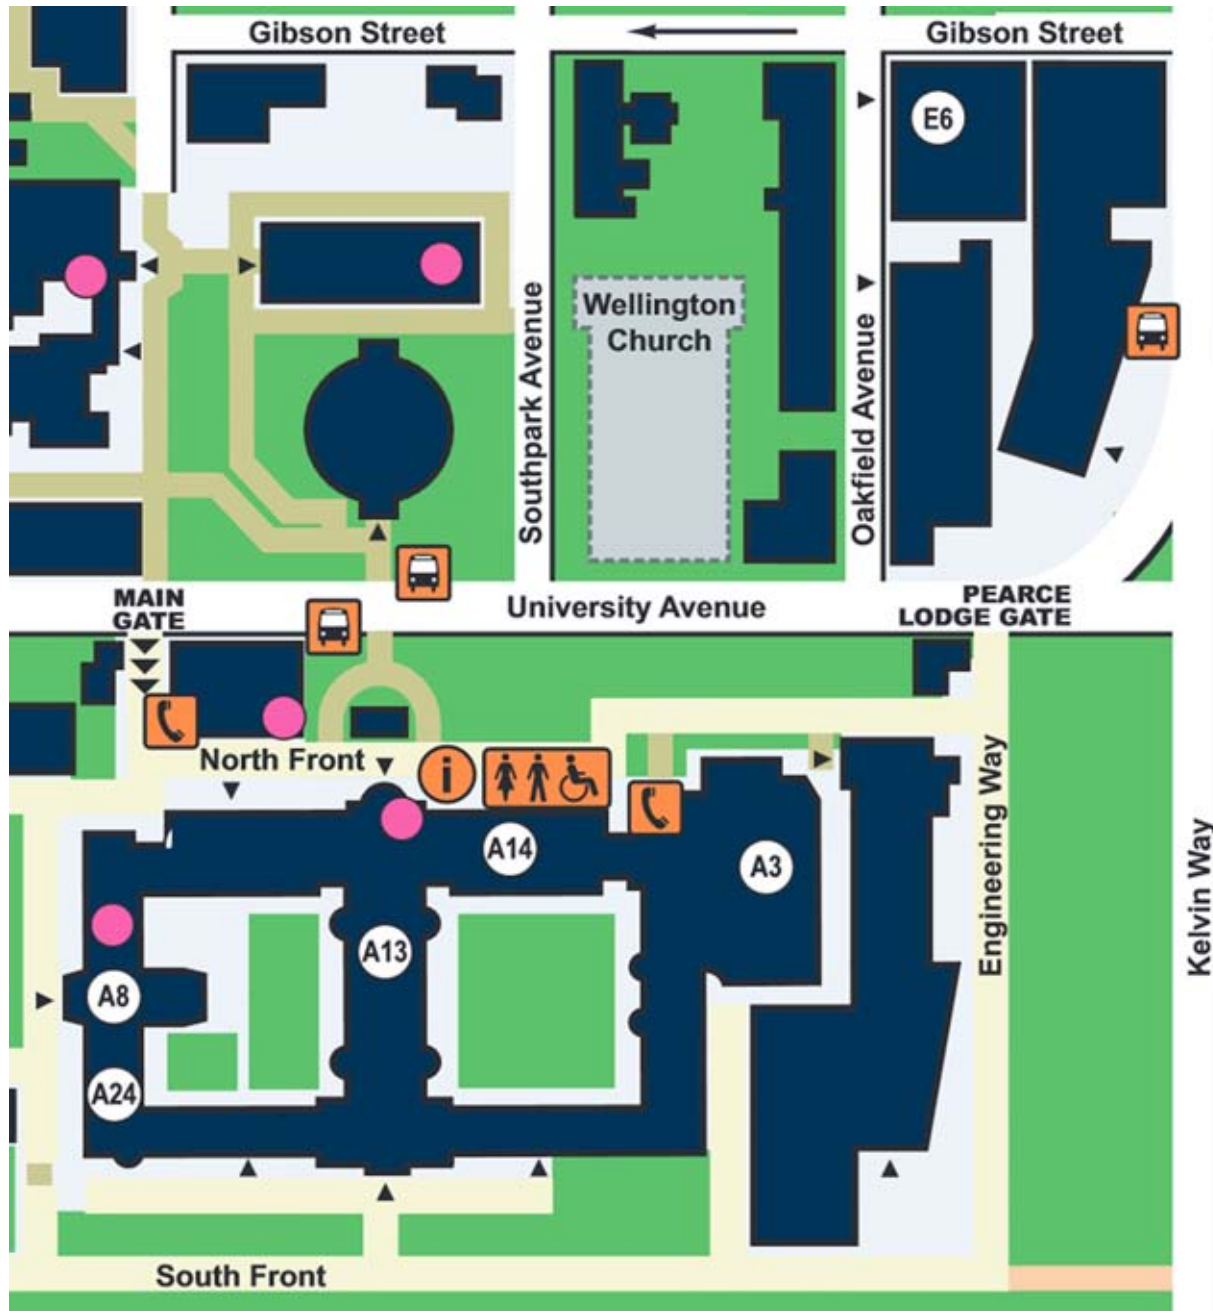 Gibson Street
Gibson Street
E6
Wellington
Church
Southpark Avenue
Oakfield Avenue
MAIN
GATE
University Avenue
PEARCE
LODGE GATE
North Front
i
A14
A3
Engineering Way
Kelvin Way
A13
A8
A24
South Front